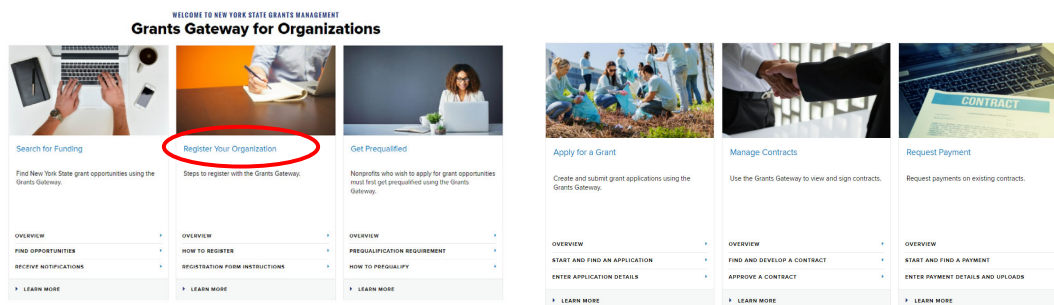 WELCOME TO NEW YORK STATE GRANTS MANAGEMENT
Grants Gateway for Organizations
Search for Funding
Find New York State grant opportunities using the
Grants Gateway.
OVERVIEW
FIND OPPORTUNITIES
RECEIVE NOTIFICATIONS
LEARN MORE
Register Your Organization
Steps to register with the Grants Gateway.
OVERVIEW
HOW TO REGISTER
REGISTRATION FORM INSTRUCTIONS
LEARN MORE
Get Prequalified
Nonprofits who wish to apply for grant opportunities
must first get prequalified using the Grants
Gateway.
OVERVIEW
PREQUALIFICATION REQUIREMENT
HOW TO PREQUALIFY
LEARN MORE
Apply for a Grant
Create and submit grant applications using the
Grants Gateway.
OVERVIEW
START AND FIND AN APPLICATION
ENTER APPLICATION DETAILS
LEARN MORE
Manage Contracts
Use the Grants Gateway to view and sign contracts.
OVERVIEW
FIND AND DEVELOP A CONTRACT
APPROVE A CONTRACT
LEARN MORE
CONTRACT
Request Payment
Request payments on existing contracts.
OVERVIEW
START AND FIND A PAYMENT
ENTER PAYMENT DETAILS AND UPLOADS
LEARN MORE